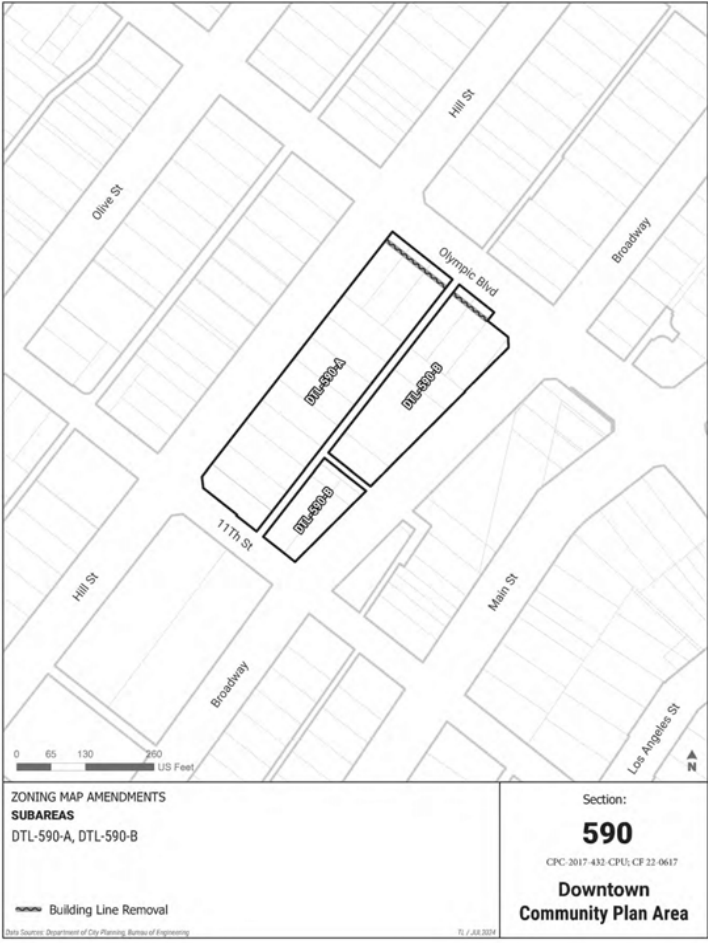 Hill St
Olive St
Broadway
Olympic Blvd
DTL-590-A
DTL-590-B
DTL-590-B
11Th St
Hill St
Main St
Broadway
Los Angeles St
0 65 130 260
US Feet
N
ZONING MAP AMENDMENTS
SUBAREAS
DTL-590-A, DTL-590-B
Building Line Removal
Data Sources: Department of City Planning, Bureau of Engineering
TL / JUL2024
Section:
590
CPC-2017-432-CPU; CF 22-0617
Downtown
Community Plan Area